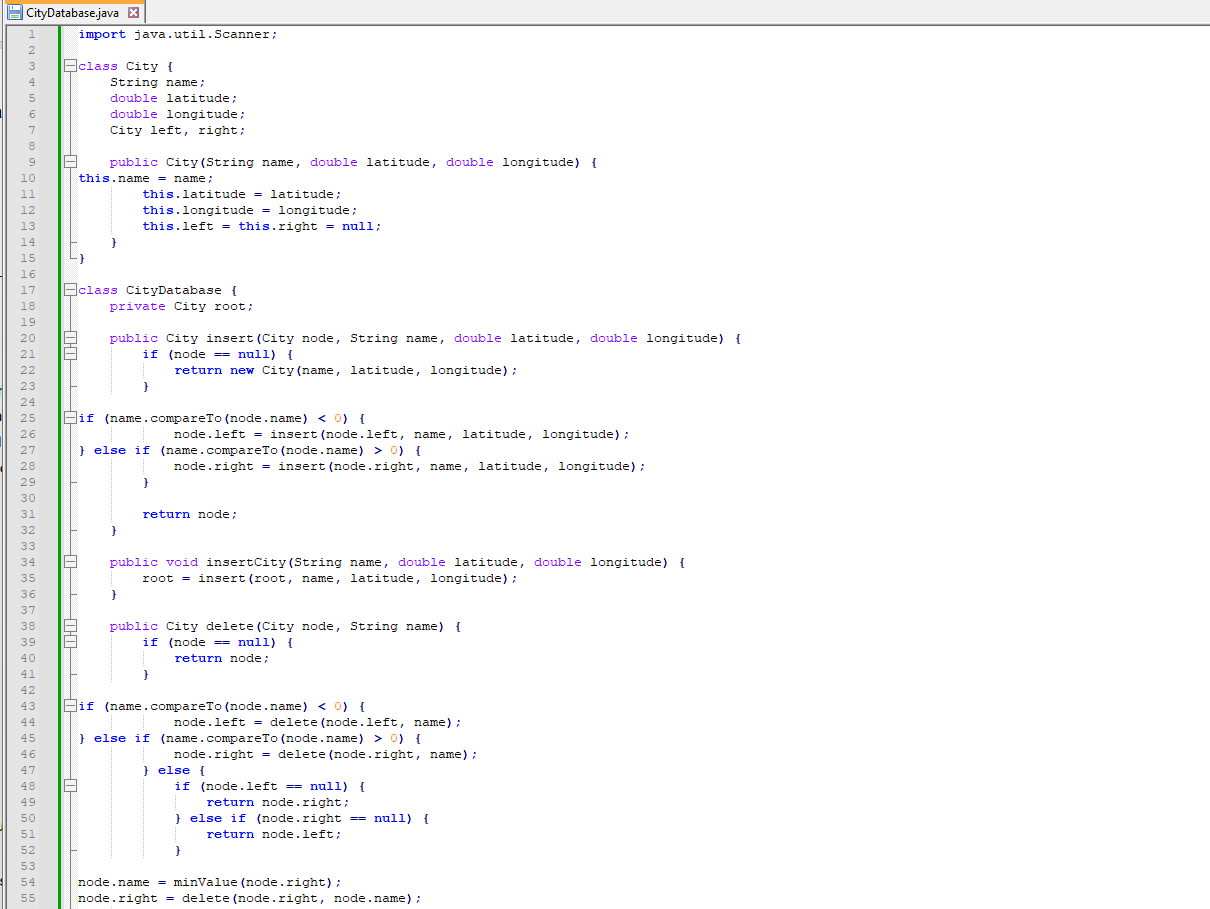 CityDatabase.java
1 import java.util.Scanner;
2
3 class City {
4     String name;
5     double latitude;
6     double longitude;
7     City left, right;
8
9     public City(String name, double latitude, double longitude) {
10 this.name = name;
11         this.latitude = latitude;
12         this.longitude = longitude;
13         this.left = this.right = null;
14     }
15 }
16
17 class CityDatabase {
18     private City root;
19
20     public City insert(City node, String name, double latitude, double longitude) {
21         if (node == null) {
22             return new City(name, latitude, longitude);
23         }
24
25 if (name.compareTo(node.name) < 0) {
26             node.left = insert(node.left, name, latitude, longitude);
27 } else if (name.compareTo(node.name) > 0) {
28             node.right = insert(node.right, name, latitude, longitude);
29         }
30
31         return node;
32     }
33
34     public void insertCity(String name, double latitude, double longitude) {
35         root = insert(root, name, latitude, longitude);
36     }
37
38     public City delete(City node, String name) {
39         if (node == null) {
40             return node;
41         }
42
43 if (name.compareTo(node.name) < 0) {
44             node.left = delete(node.left, name);
45 } else if (name.compareTo(node.name) > 0) {
46             node.right = delete(node.right, name);
47         } else {
48             if (node.left == null) {
49                 return node.right;
50             } else if (node.right == null) {
51                 return node.left;
52             }
53
54 node.name = minValue(node.right);
55 node.right = delete(node.right, node.name);